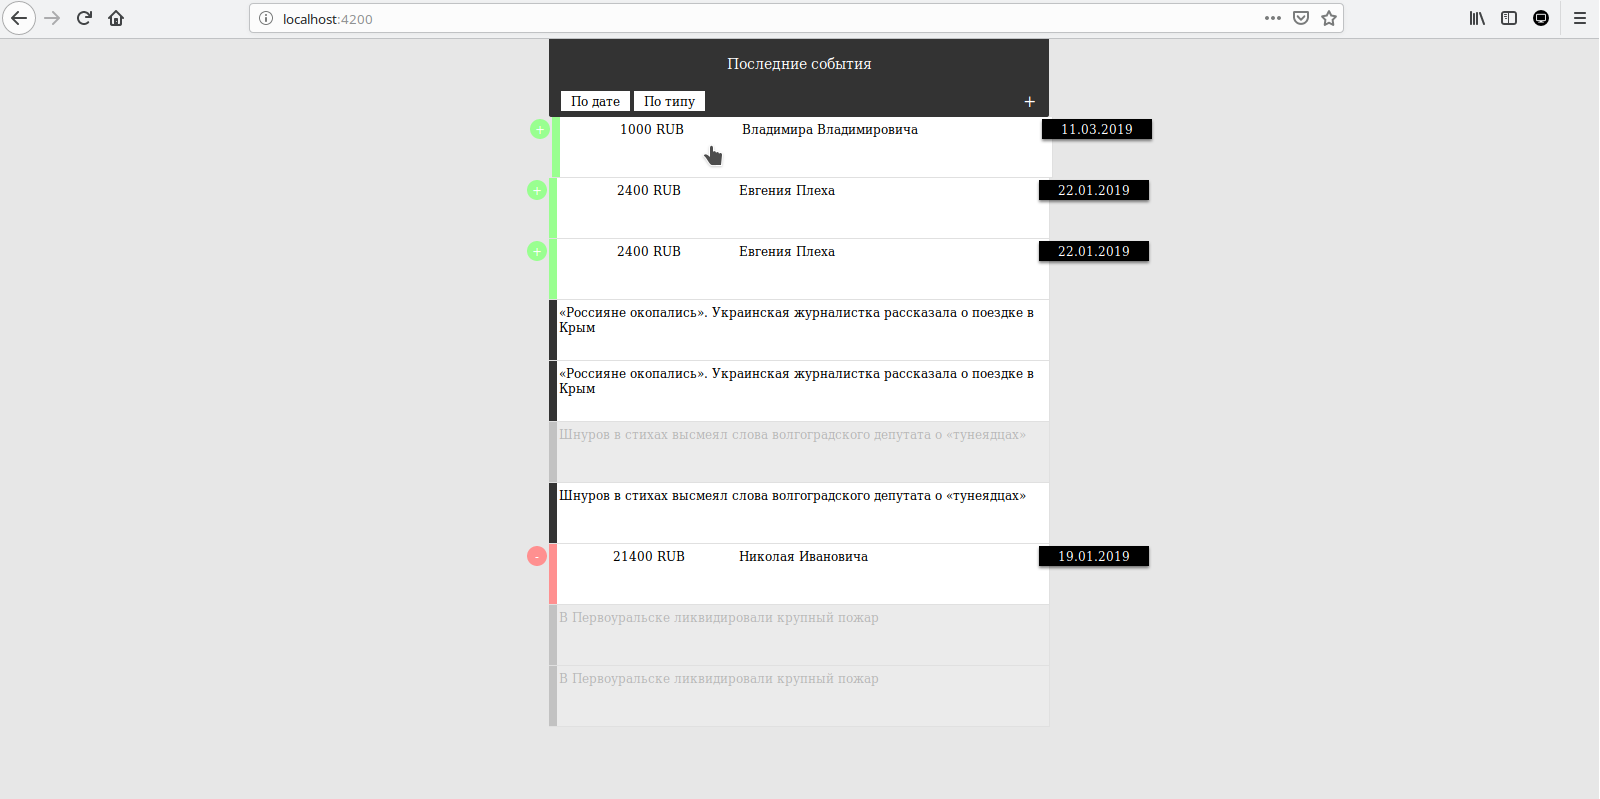 localhost:4200
Последние события
По дате По типу +
+ 1000 RUB Владимира Владимировича 11.03.2019
+ 2400 RUB Евгения Плеха 22.01.2019
+ 2400 RUB Евгения Плеха 22.01.2019
«Россияне окопались». Украинская журналистка рассказала о поездке в
Крым
«Россияне окопались». Украинская журналистка рассказала о поездке в
Крым
Шнуров в стихах высмеял слова волгоградского депутата о «тунеядцах»
Шнуров в стихах высмеял слова волгоградского депутата о «тунеядцах»
- 21400 RUB Николая Ивановича 19.01.2019
В Первоуральске ликвидировали крупный пожар
В Первоуральске ликвидировали крупный пожар